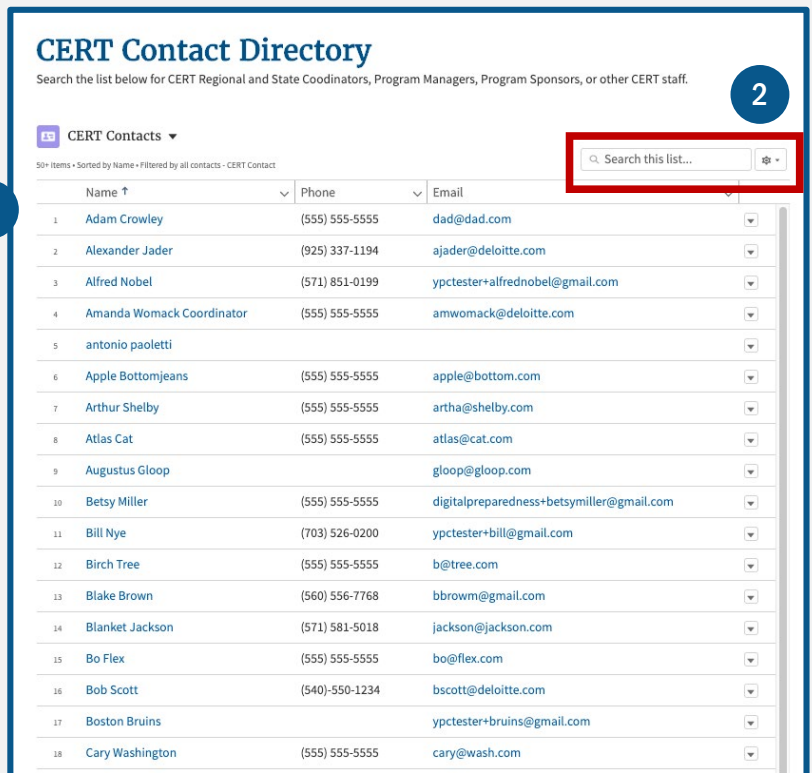 CERT Contact Directory
Search the list below for CERT Regional and State Coodinators, Program Managers, Program Sponsors, or other CERT staff.
2
CERT Contacts
50+ items • Sorted by Name • Filtered by all contacts - CERT Contact
Search this list...
Name ↑ Phone Email
1 Adam Crowley (555) 555-5555 dad@dad.com
2 Alexander Jader (925) 337-1194 ajader@deloitte.com
3 Alfred Nobel (571) 851-0199 ypctester+alfrednobel@gmail.com
4 Amanda Womack Coordinator (555) 555-5555 amwomack@deloitte.com
5 antonio paoletti
6 Apple Bottomjeans (555) 555-5555 apple@bottom.com
7 Arthur Shelby (555) 555-5555 artha@shelby.com
8 Atlas Cat (555) 555-5555 atlas@cat.com
9 Augustus Gloop gloop@gloop.com
10 Betsy Miller (555) 555-5555 digitalpreparedness+betsymiller@gmail.com
11 Bill Nye (703) 526-0200 ypctester+bill@gmail.com
12 Birch Tree (555) 555-5555 b@tree.com
13 Blake Brown (560) 556-7768 bbrowm@gmail.com
14 Blanket Jackson (571) 581-5018 jackson@jackson.com
15 Bo Flex (555) 555-5555 bo@flex.com
16 Bob Scott (540)-550-1234 bscott@deloitte.com
17 Boston Bruins ypctester+bruins@gmail.com
18 Cary Washington (555) 555-5555 cary@wash.com